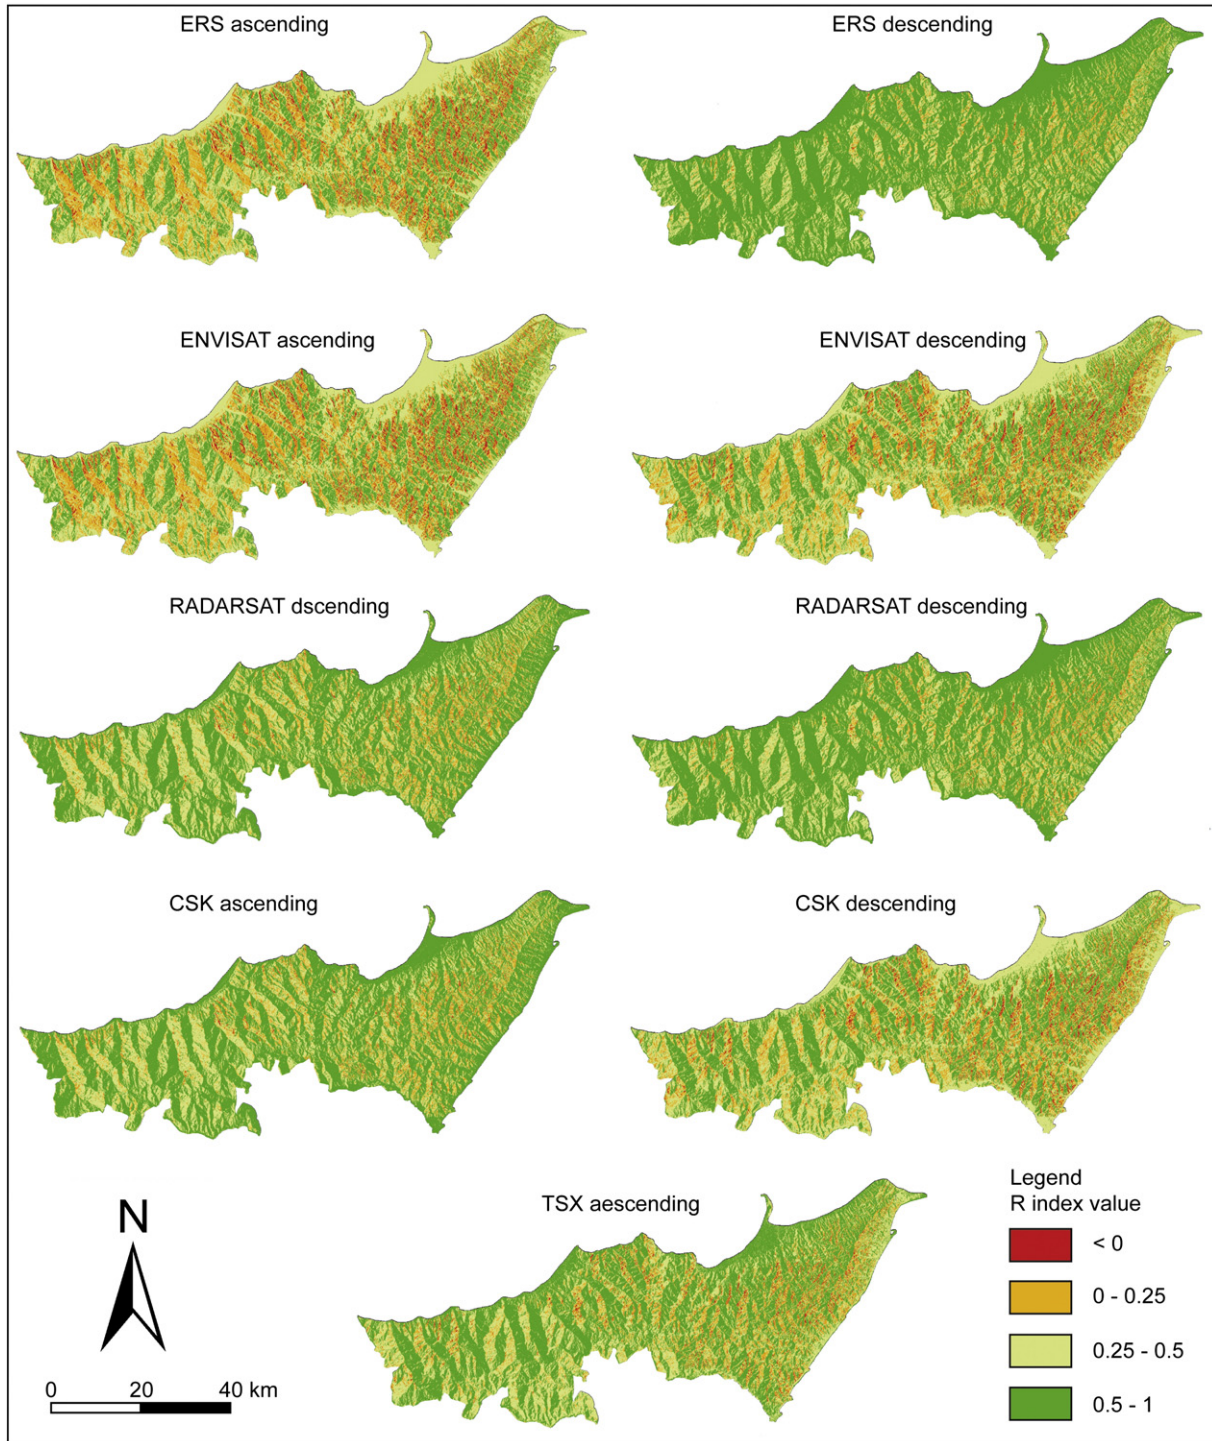 ERS ascending
ERS descending
ENVISAT ascending
ENVISAT descending
RADARSAT dscending
RADARSAT descending
CSK ascending
CSK descending
TSX aescending
N
0 20 40 km
Legend
R index value
< 0
0 - 0.25
0.25 - 0.5
0.5 - 1